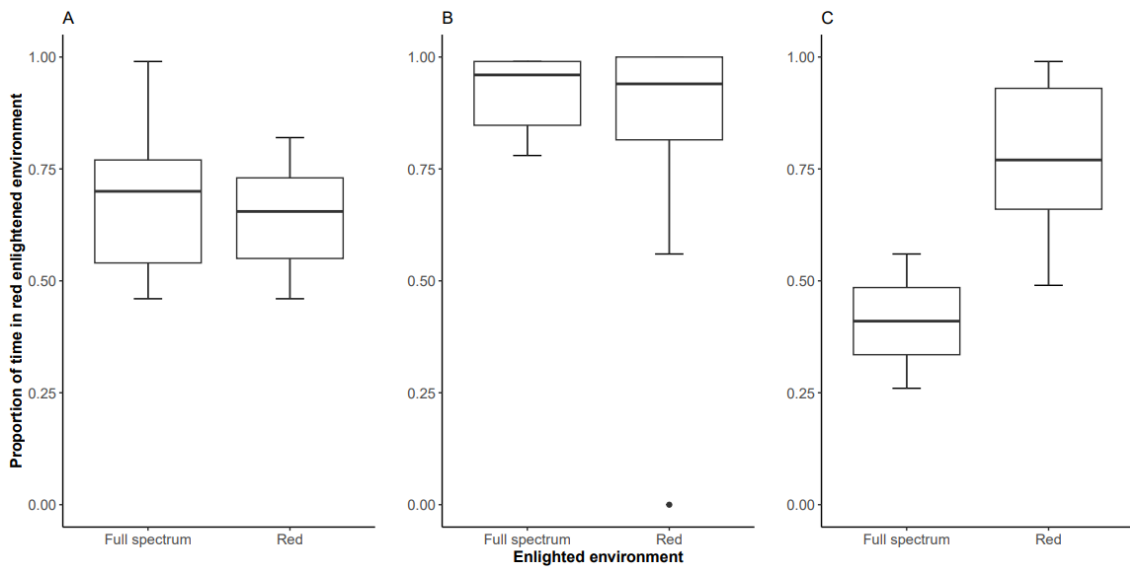 A
B
C
Proportion of time in red enlightened environment
1.00
0.75
0.50
0.25
0.00
1.00
0.75
0.50
0.25
0.00
1.00
0.75
0.50
0.25
0.00
Full spectrum
Red
Full spectrum
Red
Full spectrum
Red
Enlighted environment